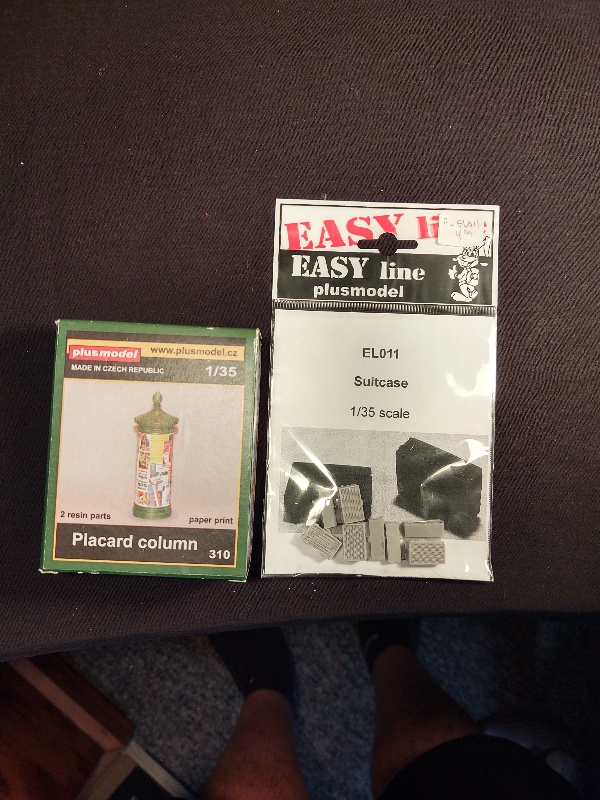 plusmodel
www.plusmodel.cz
MADE IN CZECH REPUBLIC
1/35
2 resin parts
paper print
Placard column
310
EASY li
EASY line
plusmodel
EL011
Suitcase
1/35 scale